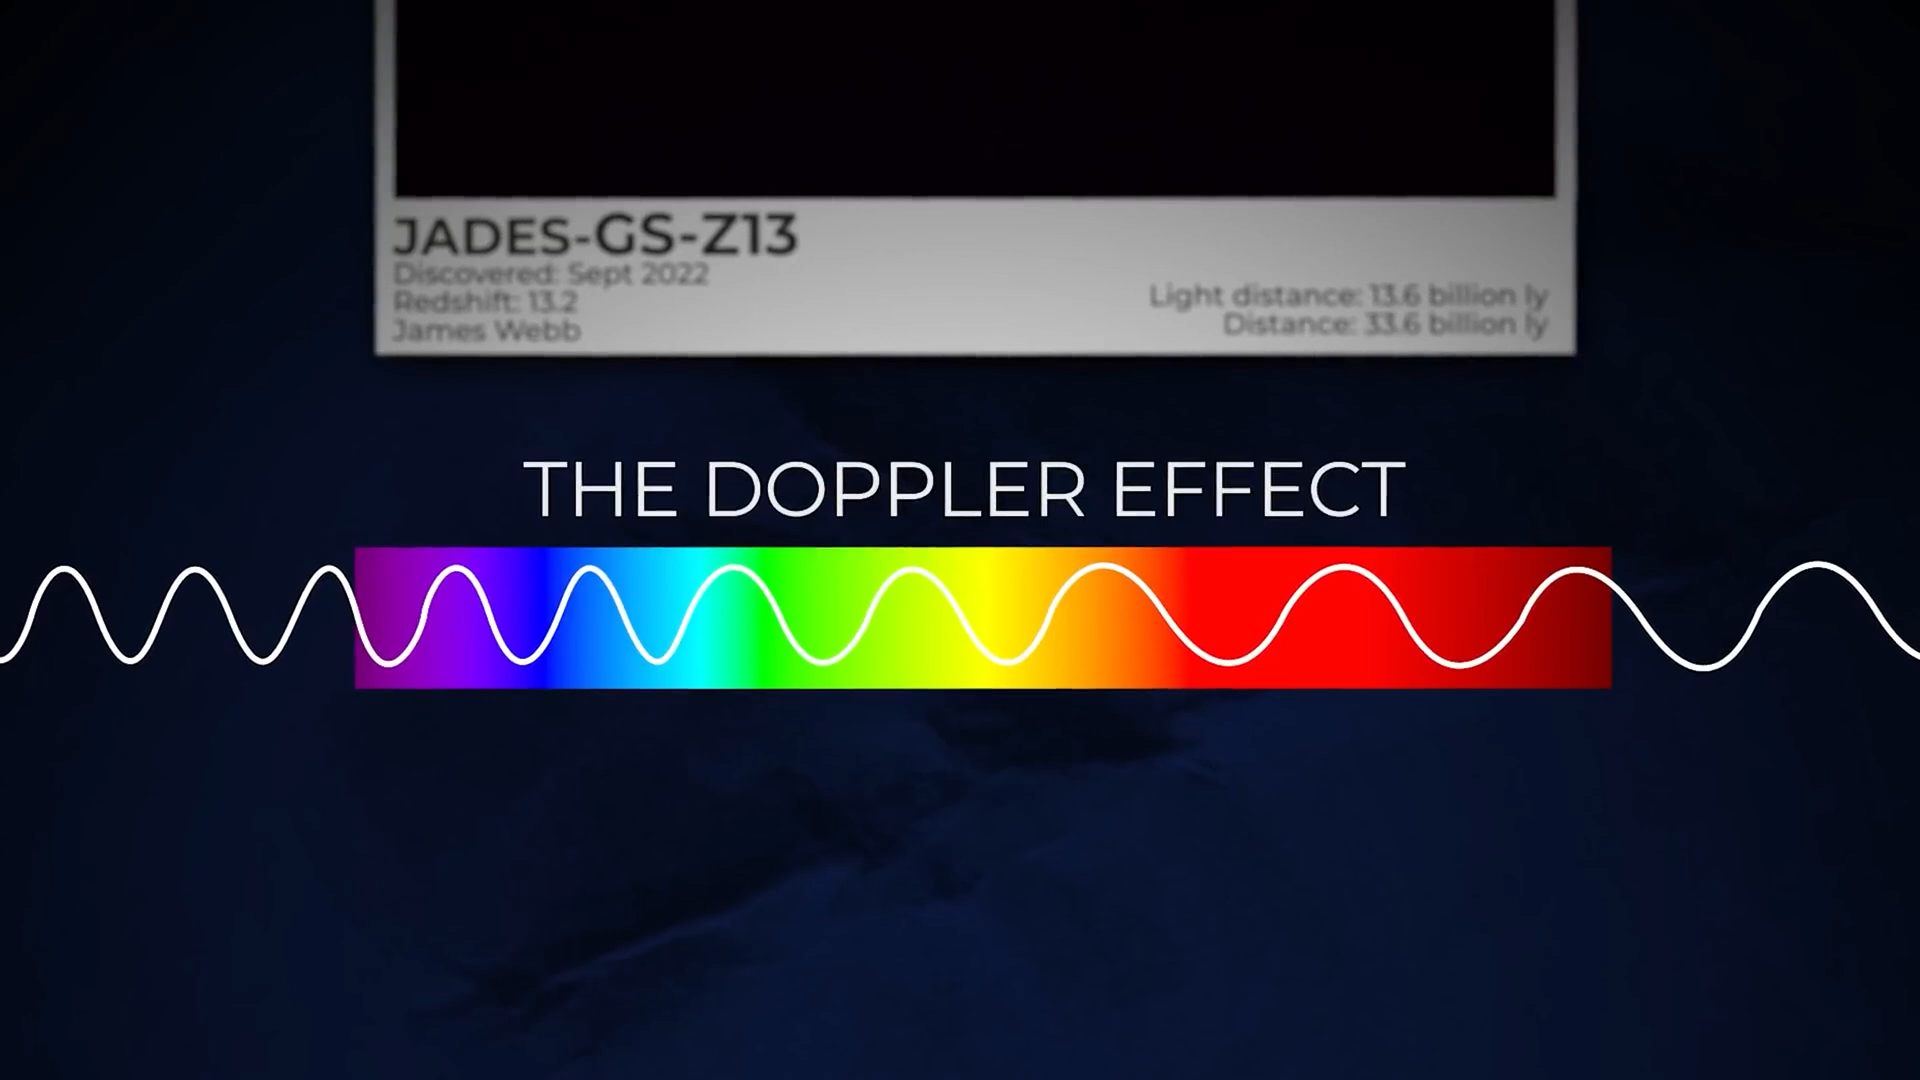 JADES-GS-Z13
Discovered: Sept 2022
Redshift: 13.2
James Webb
Light distance: 13.6 billion ly
Distance: 33.6 billion ly
THE DOPPLER EFFECT